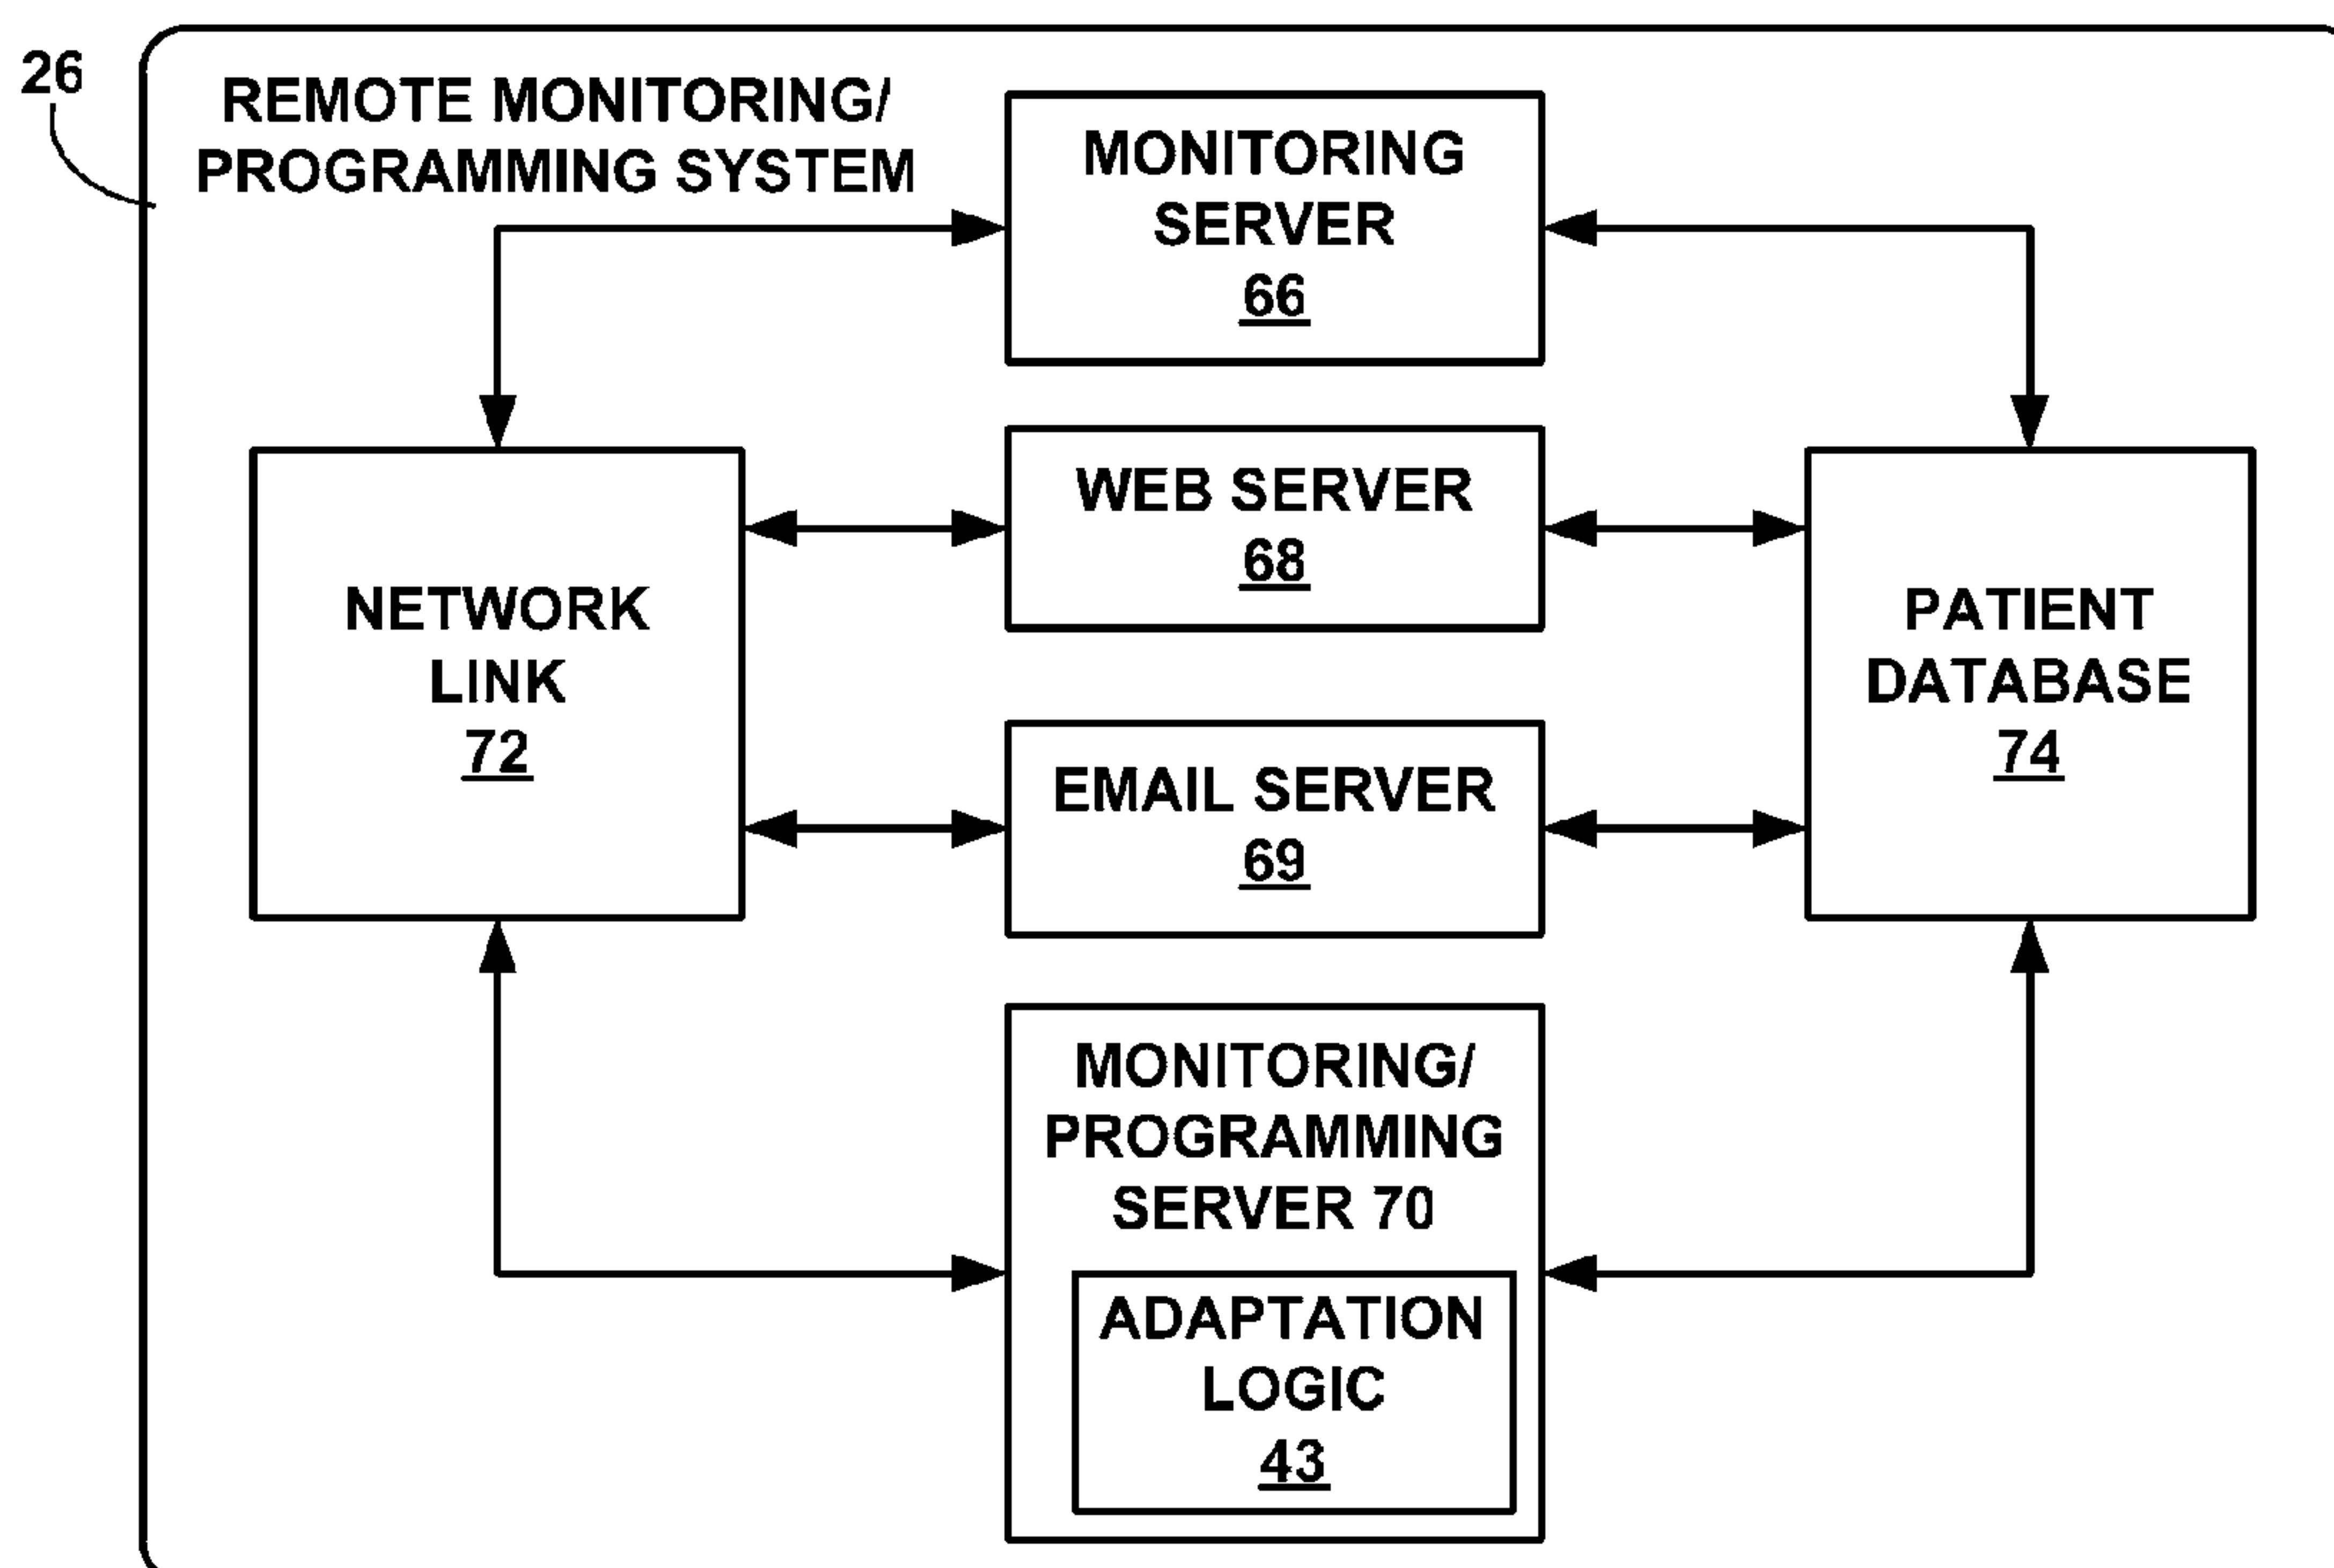 26
REMOTE MONITORING/
PROGRAMMING SYSTEM
MONITORING
SERVER
66
WEB SERVER
68
NETWORK
LINK
72
PATIENT
DATABASE
74
EMAIL SERVER
69
MONITORING/
PROGRAMMING
SERVER 70
ADAPTATION
LOGIC
43